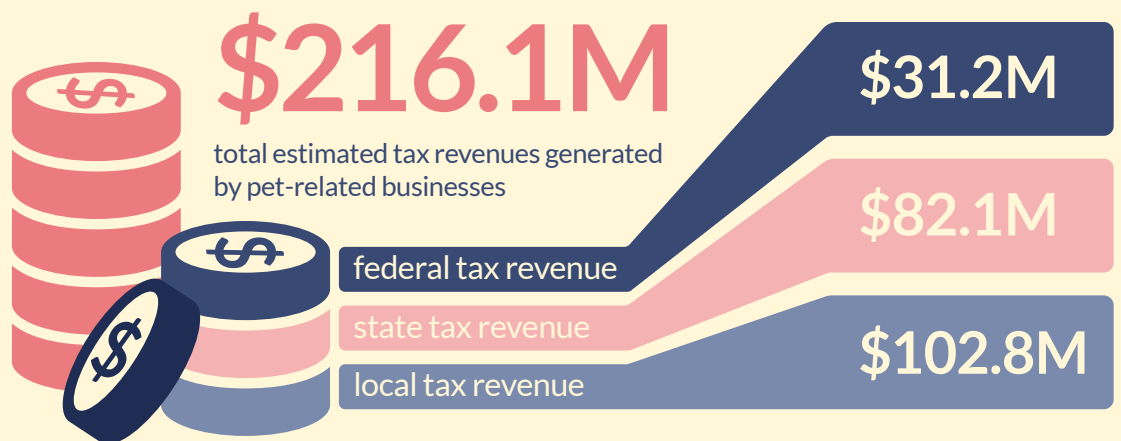 $216.1M
total estimated tax revenues generated
by pet-related businesses
$
$
$
federal tax revenue
$31.2M
state tax revenue
$82.1M
local tax revenue
$102.8M